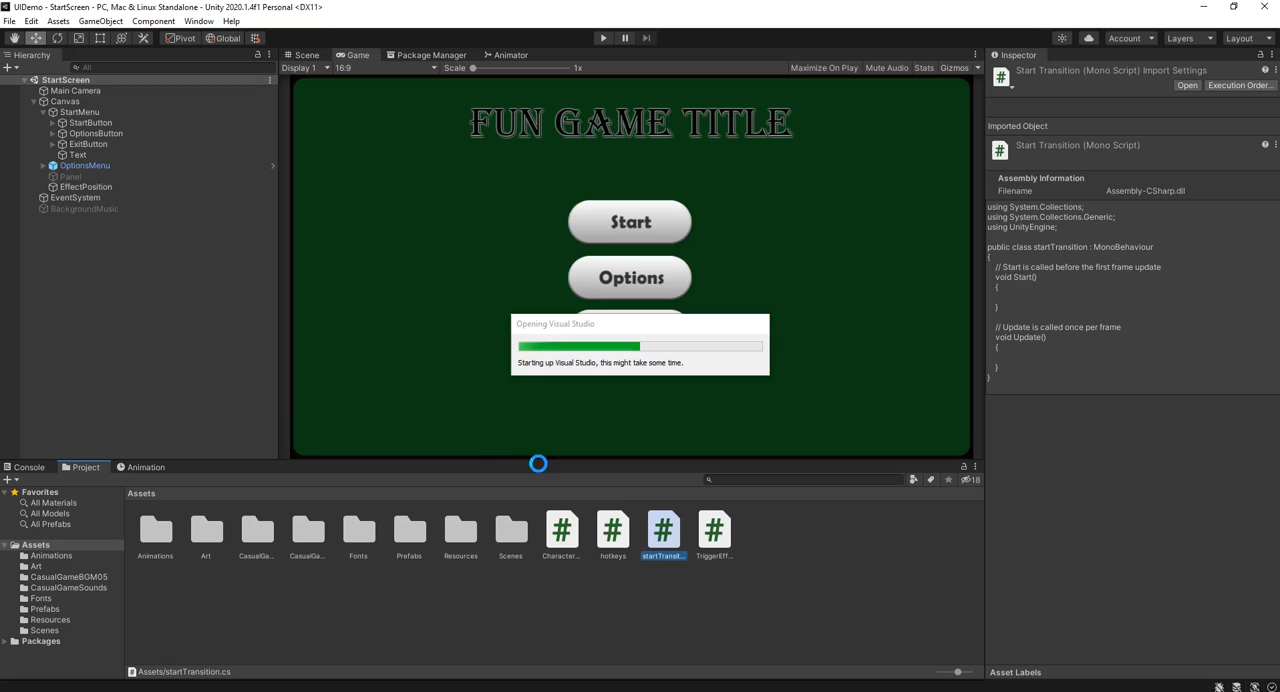 UIDemo - StartScreen - PC, Mac & Linux Standalone - Unity 2020.1.4f1 Personal <DX11>
File Edit Assets GameObject Component Window Help
Pivot Global Account Layers Layout
Hierarchy
All
StartScreen
Main Camera
Canvas
StartMenu
StartButton
OptionsButton
ExitButton
Text
OptionsMenu
Panel
EffectPosition
EventSystem
BackgroundMusic
Scene Game Package Manager Animator
Display 1 16:9 Scale 1x Maximize On Play Mute Audio Stats Gizmos
FUN GAME TITLE
Start
Options
Opening Visual Studio
Starting up Visual Studio, this might take some time.
Inspector
Start Transition (Mono Script) Import Settings
Open Execution Order...
Imported Object
Start Transition (Mono Script)
Assembly Information
Filename Assembly-CSharp.dll
using System.Collections;
using System.Collections.Generic;
using UnityEngine;
public class startTransition : MonoBehaviour
{
// Start is called before the first frame update
void Start()
{
}
// Update is called once per frame
void Update()
{
}
}
Asset Labels
Console Project Animation
18
Favorites
All Materials
All Models
All Prefabs
Assets
Animations
Art
CasualGameBGM05
CasualGameSounds
Fonts
Prefabs
Resources
Scenes
Packages
Assets
Animations Art CasualGa... CasualGa... Fonts Prefabs Resources Scenes Character... hotkeys startTransit... TriggerEff...
Assets/startTransition.cs